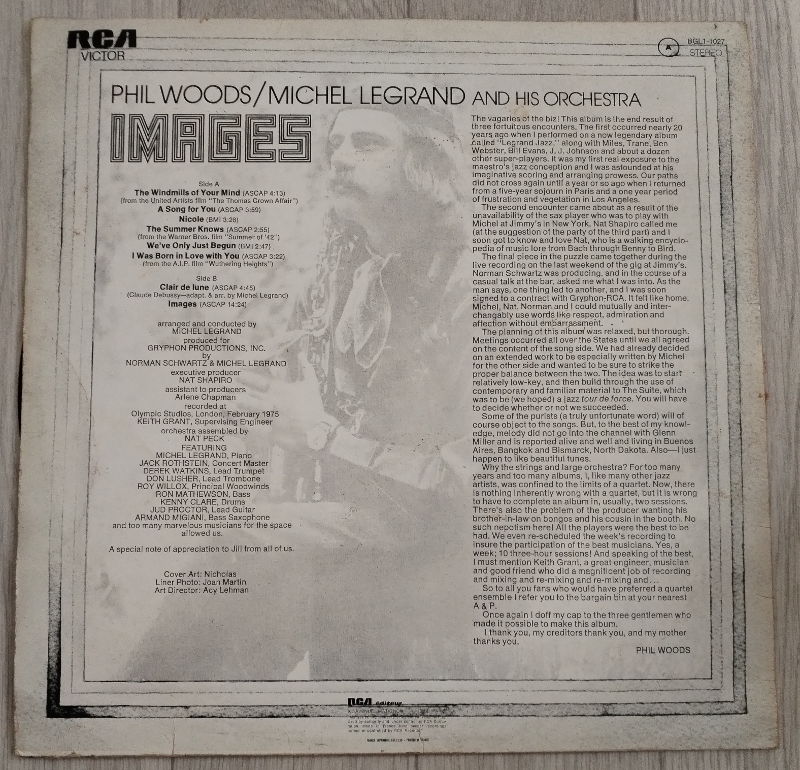 RCA
VICTOR
A
BGL1-1027
STEREO
PHIL WOODS/MICHEL LEGRAND AND HIS ORCHESTRA
IMAGES
Side A
The Windmills of Your Mind (ASCAP 4:13)
(from the United Artists film "The Thomas Crown Affair")
A Song for You (ASCAP 3:59)
Nicole (BMI 3:26)
The Summer Knows (ASCAP 2:55)
(from the Warner Bros. film "Summer of '42")
We've Only Just Begun (BMI 2:47)
I Was Born in Love with You (ASCAP 3:22)
(from the A.I.P. film "Wuthering Heights")
Side B
Clair de lune (ASCAP 4:45)
(Claude Debussy—adapt. & arr. by Michel Legrand)
Images (ASCAP 14:24)
arranged and conducted by
MICHEL LEGRAND
produced for
GRYPHON PRODUCTIONS, INC.
by
NORMAN SCHWARTZ & MICHEL LEGRAND
executive producer
NAT SHAPIRO
assistant to producers
Arlene Chapman
recorded at
Olympic Studios, London, February 1975
KEITH GRANT, Supervising Engineer
orchestra assembled by
NAT PECK
FEATURING
MICHEL LEGRAND, Piano
JACK ROTHSTEIN, Concert Master
DEREK WATKINS, Lead Trumpet
DON LUSHER, Lead Trombone
ROY WILLOX, Principal Woodwinds
RON MATHEWSON, Bass
KENNY CLARE, Drums
JUD PROCTOR, Lead Guitar
ARMAND MIGIANI, Bass Saxophone
and too many marvelous musicians for the space
allowed us.
A special note of appreciation to Jill from all of us.
Cover Art: Nicholas
Liner Photo: Joan Martin
Art Director: Acy Lehman
The vagaries of the biz! This album is the end result of
three fortuitous encounters. The first occurred nearly 20
years ago when I performed on a now legendary album
called "Legrand Jazz," along with Miles, Trane, Ben
Webster, Bill Evans, J. J. Johnson and about a dozen
other super-players. It was my first real exposure to the
maestro's jazz conception and I was astounded at his
imaginative scoring and arranging prowess. Our paths
did not cross again until a year or so ago when I returned
from a five-year sojourn in Paris and a one year period
of frustration and vegetation in Los Angeles.
The second encounter came about as a result of the
unavailability of the sax player who was to play with
Michel at Jimmy's in New York. Nat Shapiro called me
(at the suggestion of the party of the third part) and I
soon got to know and love Nat, who is a walking encyclo-
pedia of music lore from Bach through Benny to Bird.
The final piece in the puzzle came together during the
live recording on the last weekend of the gig at Jimmy's.
Norman Schwartz was producing, and in the course of a
casual talk at the bar, asked me what I was into. As the
man says, one thing led to another, and I was soon
signed to a contract with Gryphon-RCA. It felt like home.
Michel, Nat, Norman and I could mutually and inter-
changably use words like respect, admiration and
affection without embarrassment.
The planning of this album was relaxed, but thorough.
Meetings occurred all over the States until we all agreed
on the content of the song side. We had already decided
on an extended work to be especially written by Michel
for the other side and wanted to be sure to strike the
proper balance between the two. The idea was to start
relatively low-key, and then build through the use of
contemporary and familiar material to The Suite, which
was to be (we hoped) a jazz tour de force. You will have
to decide whether or not we succeeded.
Some of the purists (a truly unfortunate word) will of
course object to the songs. But, to the best of my knowl-
edge, melody did not go into the channel with Glenn
Miller and is reported alive and well and living in Buenos
Aires, Bangkok and Bismarck, North Dakota. Also—I just
happen to like beautiful tunes.
Why the strings and large orchestra? For too many
years and too many albums, I, like many other jazz
artists, was confined to the limits of a quartet. Now, there
is nothing inherently wrong with a quartet, but it is wrong
to have to complete an album in, usually, two sessions.
There's also the problem of the producer wanting his
brother-in-law on bongos and his cousin in the booth. No
such nepotism here! All the players were the best to be
had. We even re-scheduled the week's recording to
insure the participation of the best musicians. Yes, a
week; 10 three-hour sessions! And speaking of the best,
I must mention Keith Grant, a great engineer, musician
and good friend who did a magnificent job of recording
and mixing and re-mixing and re-mixing and...
So to all you fans who would have preferred a quartet
ensemble I refer you to the bargain bin at your nearest
A & P.
Once again I doff my cap to the three gentlemen who
made it possible to make this album.
I thank you, my creditors thank you, and my mother
thanks you.
PHIL WOODS
RCA éditeur